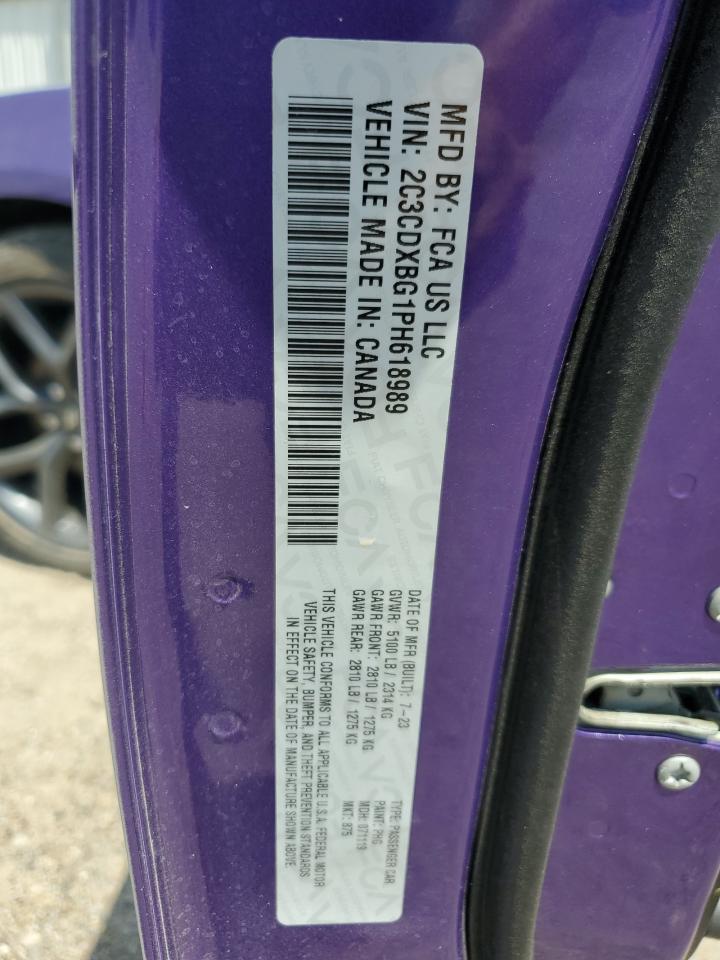 MFD BY: FCA US LLC
VIN: 2C3CDXBG1PH618989
VEHICLE MADE IN: CANADA
DATE OF MFR (BUILT): 7-23
GVWR: 5100 LB / 2314 KG
GAWR FRONT: 2810 LB / 1275 KG
GAWR REAR: 2810 LB / 1275 KG
TYPE: PASSENGER CAR
PAINT: PHG
MDH: 071119
MKT: 875
THIS VEHICLE CONFORMS TO ALL APPLICABLE U.S.A. FEDERAL MOTOR
VEHICLE SAFETY, BUMPER, AND THEFT PREVENTION STANDARDS
IN EFFECT ON THE DATE OF MANUFACTURE SHOWN ABOVE